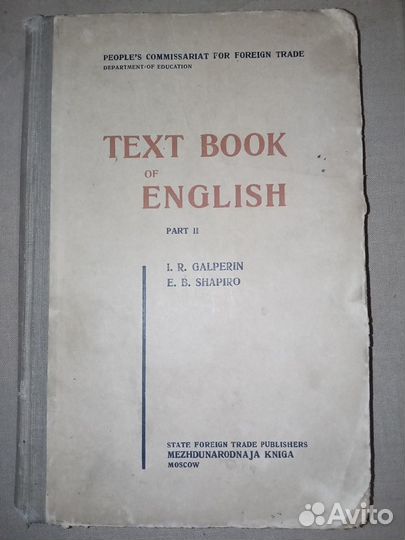 PEOPLE'S COMMISSARIAT FOR FOREIGN TRADE
DEPARTMENT OF EDUCATION
TEXT BOOK
OF
ENGLISH
PART II
I. R. GALPERIN
E. B. SHAPIRO
STATE FOREIGN TRADE PUBLISHERS
MEZHDUNARODNAJA KNIGA
MOSCOW
Avito